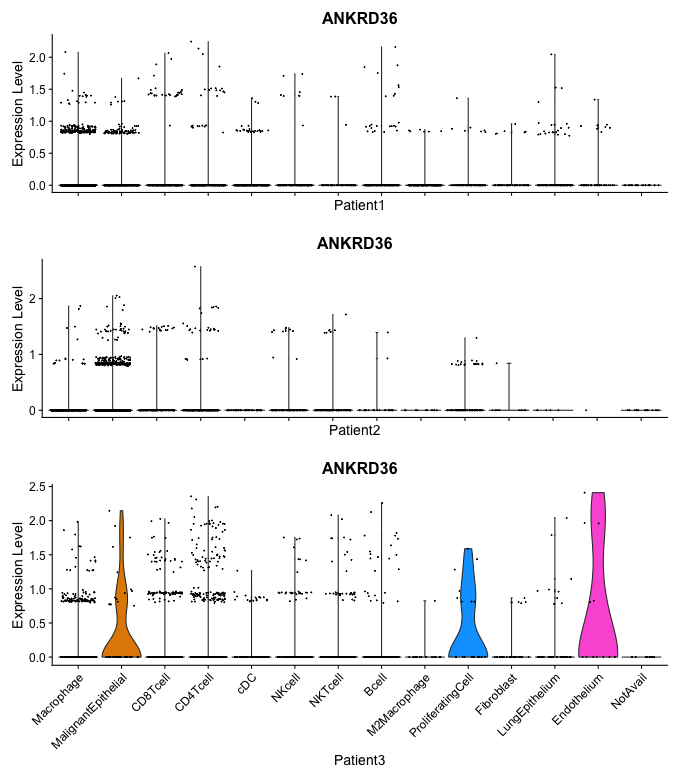 ANKRD36
Expression Level
2.0
1.5
1.0
0.5
0.0
Patient1
ANKRD36
Expression Level
2
1
0
Patient2
ANKRD36
Expression Level
2.5
2.0
1.5
1.0
0.5
0.0
Macrophage
MalignantEpithelial
CD8Tcell
CD4Tcell
cDC
NKcell
NKTcell
Bcell
M2Macrophage
ProliferatingCell
Fibroblast
LungEpithelium
Endothelium
NotAvail
Patient3